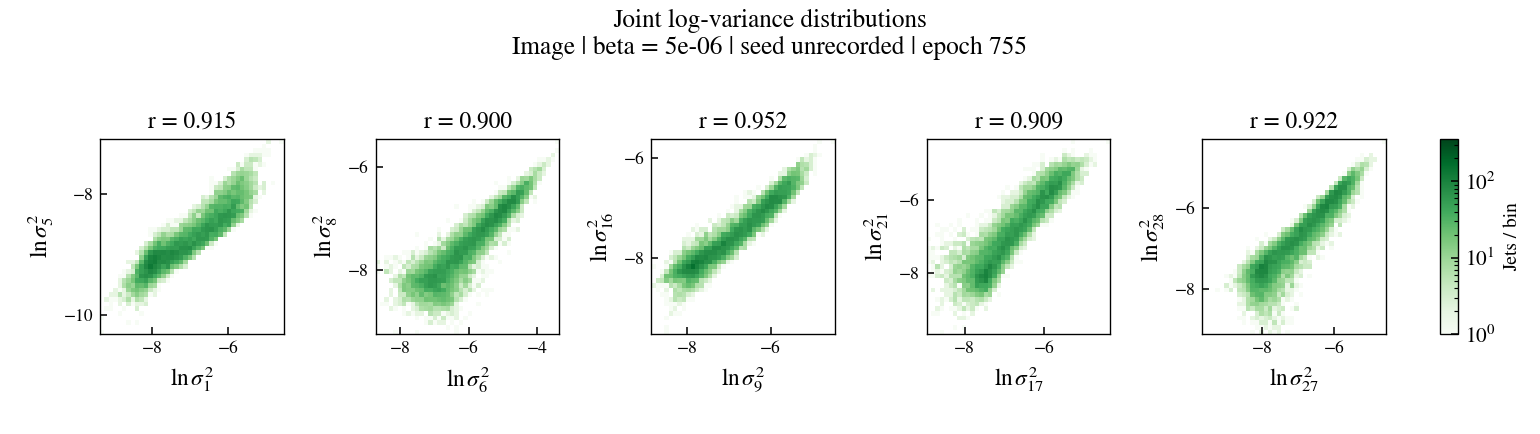 Joint log-variance distributions
Image | beta = 5e-06 | seed unrecorded | epoch 755
r = 0.915
r = 0.900
r = 0.952
r = 0.909
r = 0.922
ln σ₅²
−8
−10
−8 −6
ln σ₁²
ln σ₈²
−6
−8
−8 −6 −4
ln σ₆²
ln σ₁₆²
−6
−8
−8 −6
ln σ₉²
ln σ₂₁²
−6
−8
−8 −6
ln σ₁₇²
ln σ₂₈²
−6
−8
−8 −6
ln σ₂₇²
10²
10¹
10⁰
Jets / bin